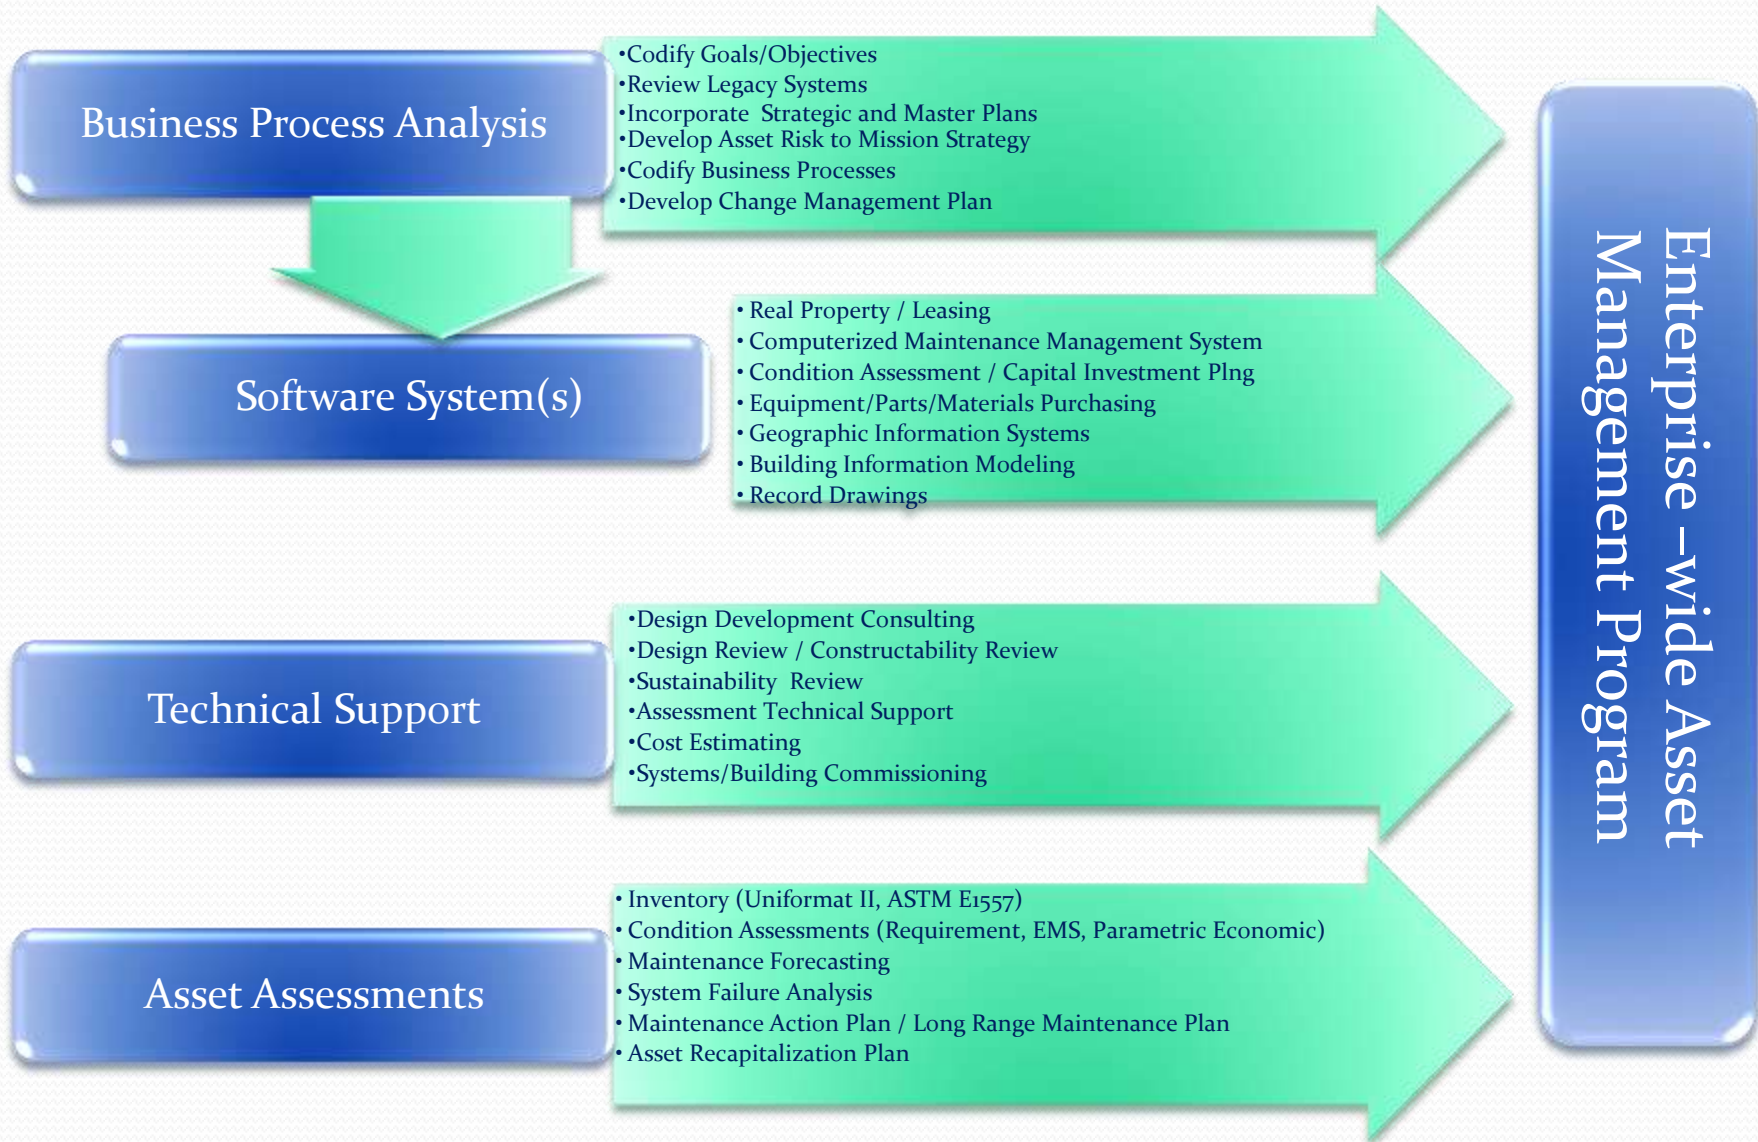 Business Process Analysis
•Codify Goals/Objectives
•Review Legacy Systems
•Incorporate Strategic and Master Plans
•Develop Asset Risk to Mission Strategy
•Codify Business Processes
•Develop Change Management Plan
Software System(s)
• Real Property / Leasing
• Computerized Maintenance Management System
• Condition Assessment / Capital Investment Plng
• Equipment/Parts/Materials Purchasing
• Geographic Information Systems
• Building Information Modeling
• Record Drawings
Technical Support
•Design Development Consulting
•Design Review / Constructability Review
•Sustainability Review
•Assessment Technical Support
•Cost Estimating
•Systems/Building Commissioning
Asset Assessments
• Inventory (Uniformat II, ASTM E1557)
• Condition Assessments (Requirement, EMS, Parametric Economic)
• Maintenance Forecasting
• System Failure Analysis
• Maintenance Action Plan / Long Range Maintenance Plan
• Asset Recapitalization Plan
Enterprise –wide Asset
Management Program